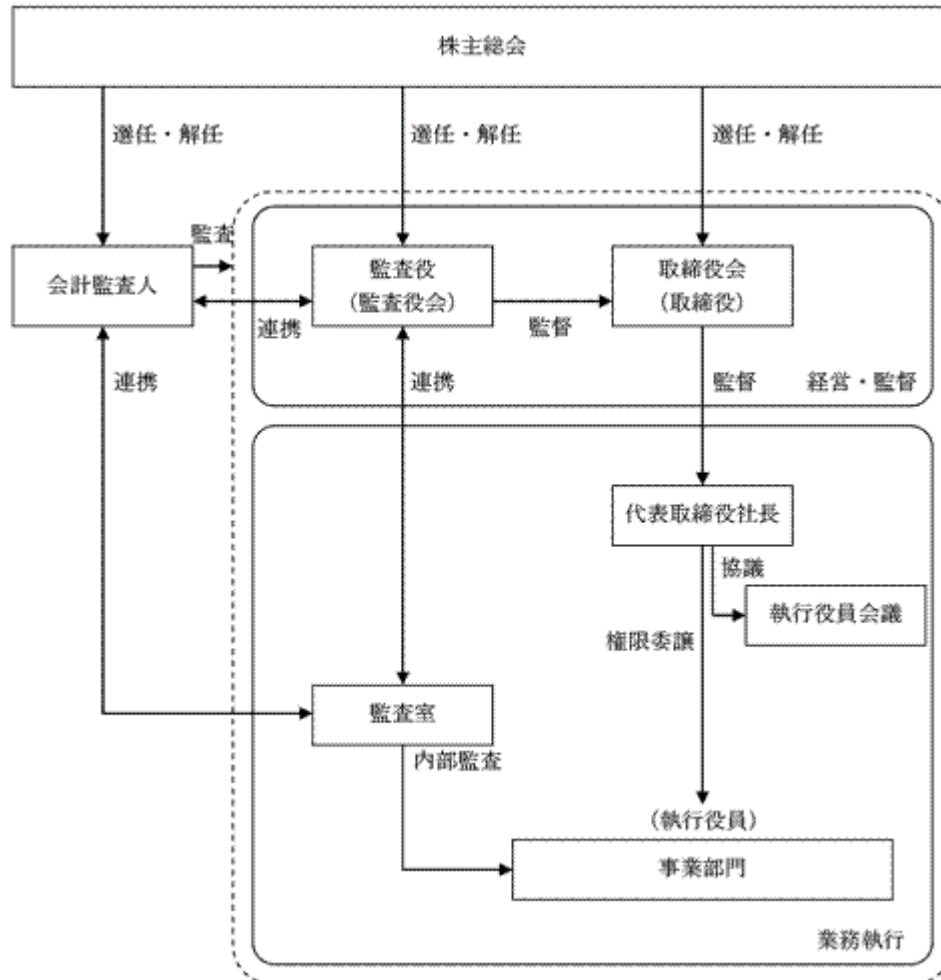 株主総会
選任・解任
選任・解任
選任・解任
監査
会計監査人
監査役
(監査役会)
取締役会
(取締役)
連携
監督
連携
連携
監督
経営・監督
代表取締役社長
協議
執行役員会議
権限委譲
監査室
内部監査
(執行役員)
事業部門
業務執行